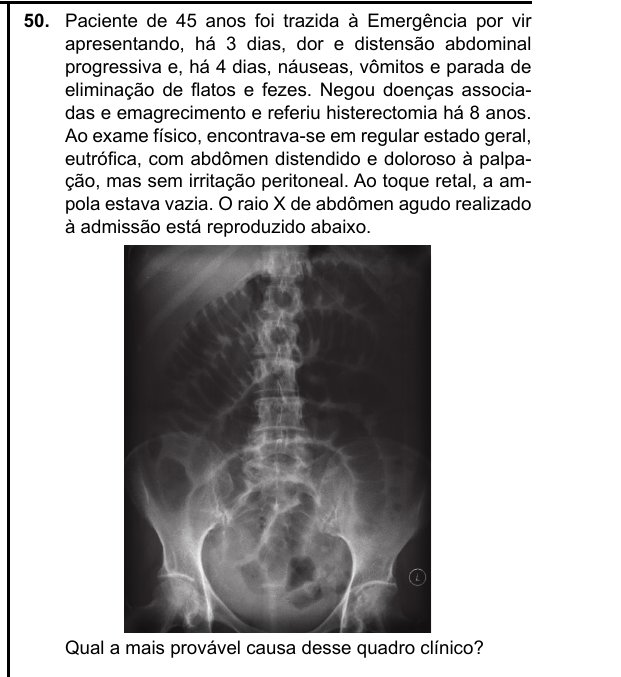 50. Paciente de 45 anos foi trazida à Emergência por vir
apresentando, há 3 dias, dor e distensão abdominal
progressiva e, há 4 dias, náuseas, vômitos e parada de
eliminação de flatos e fezes. Negou doenças associa-
das e emagrecimento e referiu histerectomia há 8 anos.
Ao exame físico, encontrava-se em regular estado geral,
eutrófica, com abdômen distendido e doloroso à palpa-
ção, mas sem irritação peritoneal. Ao toque retal, a am-
pola estava vazia. O raio X de abdômen agudo realizado
à admissão está reproduzido abaixo.
Qual a mais provável causa desse quadro clínico?